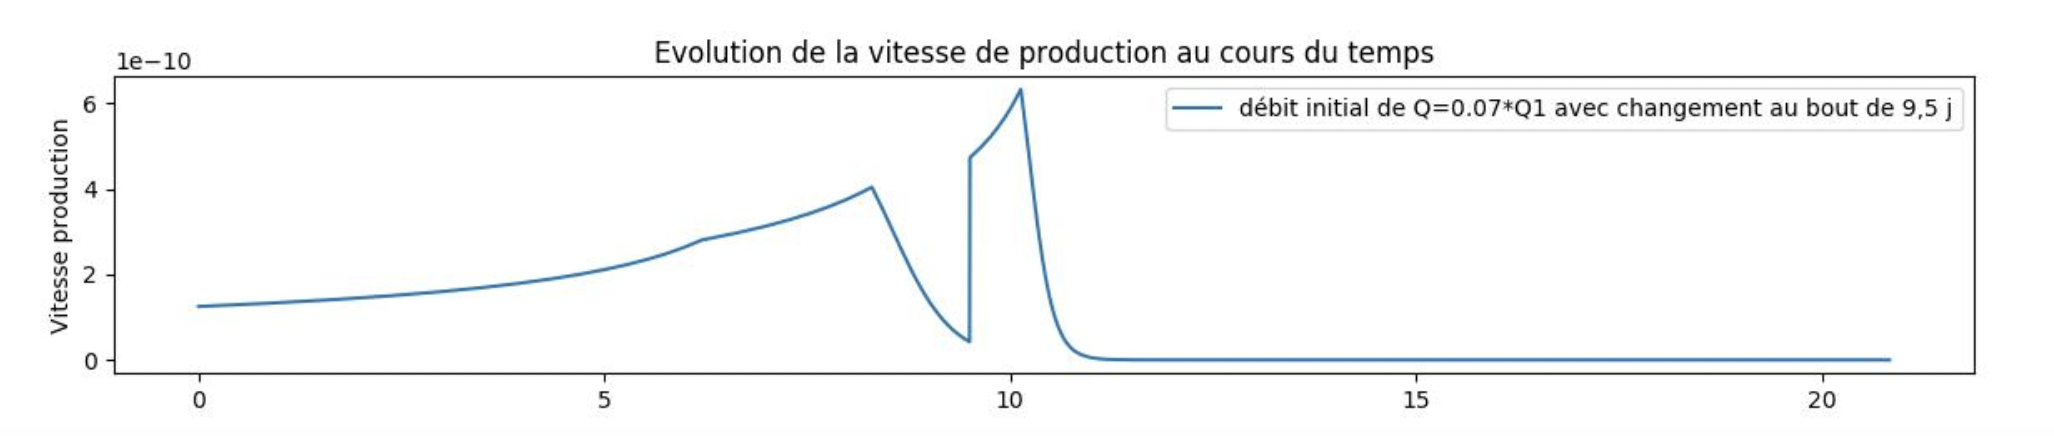 Evolution de la vitesse de production au cours du temps
1e−10
débit initial de Q=0.07*Q1 avec changement au bout de 9,5 j
Vitesse production
6
4
2
0
0 5 10 15 20